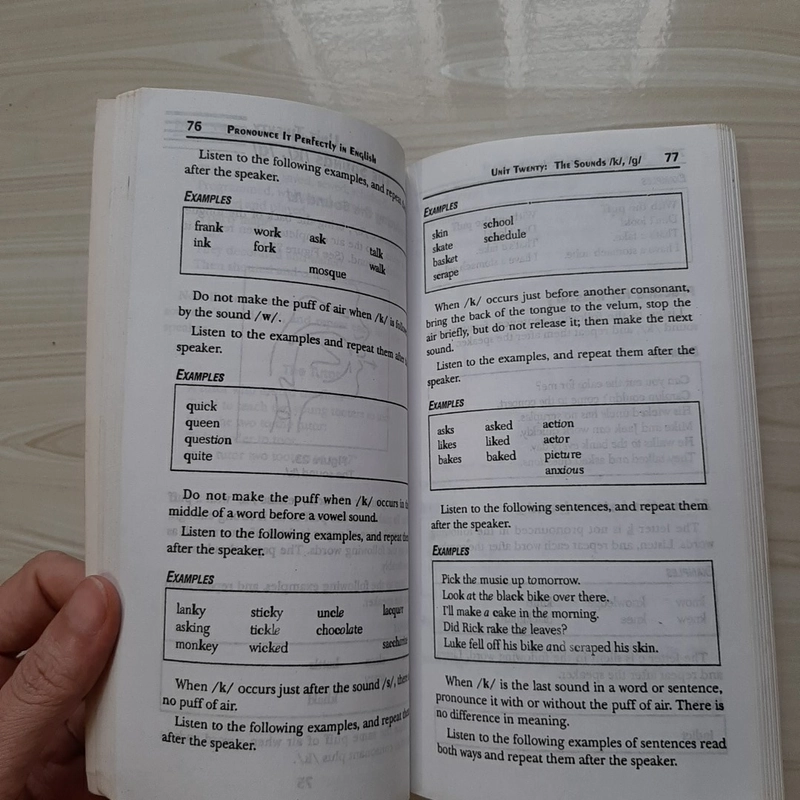 76 PRONOUNCE IT PERFECTLY IN ENGLISH
Listen to the following examples, and repeat
after the speaker.
EXAMPLES
frank work ask talk
ink fork mosque walk
Do not make the puff of air when /k/ is
by the sound /w/.
Listen to the examples and repeat them after
speaker.
EXAMPLES
quick
queen
question
quite
Do not make the puff when /k/ occurs in
middle of a word before a vowel sound.
Listen to the following examples, and repeat
after the speaker.
EXAMPLES
lanky sticky uncle lacquer
asking tickle chocolate
monkey wicked
When /k/ occurs just after the sound /s/,
no puff of air.
Listen to the following examples, and repeat
after the speaker.
UNIT TWENTY: THE SOUNDS /k/, /g/ 77
EXAMPLES
skin school
skate schedule
basket
scrape
When /k/ occurs just before another consonant,
bring the back of the tongue to the velum, stop the
air briefly, but do not release it; then make the next
sound.
Listen to the examples, and repeat them after the
speaker.
EXAMPLES
asks asked action
likes liked actor
bakes baked picture
anxious
Listen to the following sentences, and repeat them
after the speaker.
EXAMPLES
Pick the music up tomorrow.
Look at the black bike over there.
I'll make a cake in the morning.
Did Rick rake the leaves?
Luke fell off his bike and scraped his skin.
When /k/ is the last sound in a word or sentence,
pronounce it with or without the puff of air. There is
no difference in meaning.
Listen to the following examples of sentences read
both ways and repeat them after the speaker.